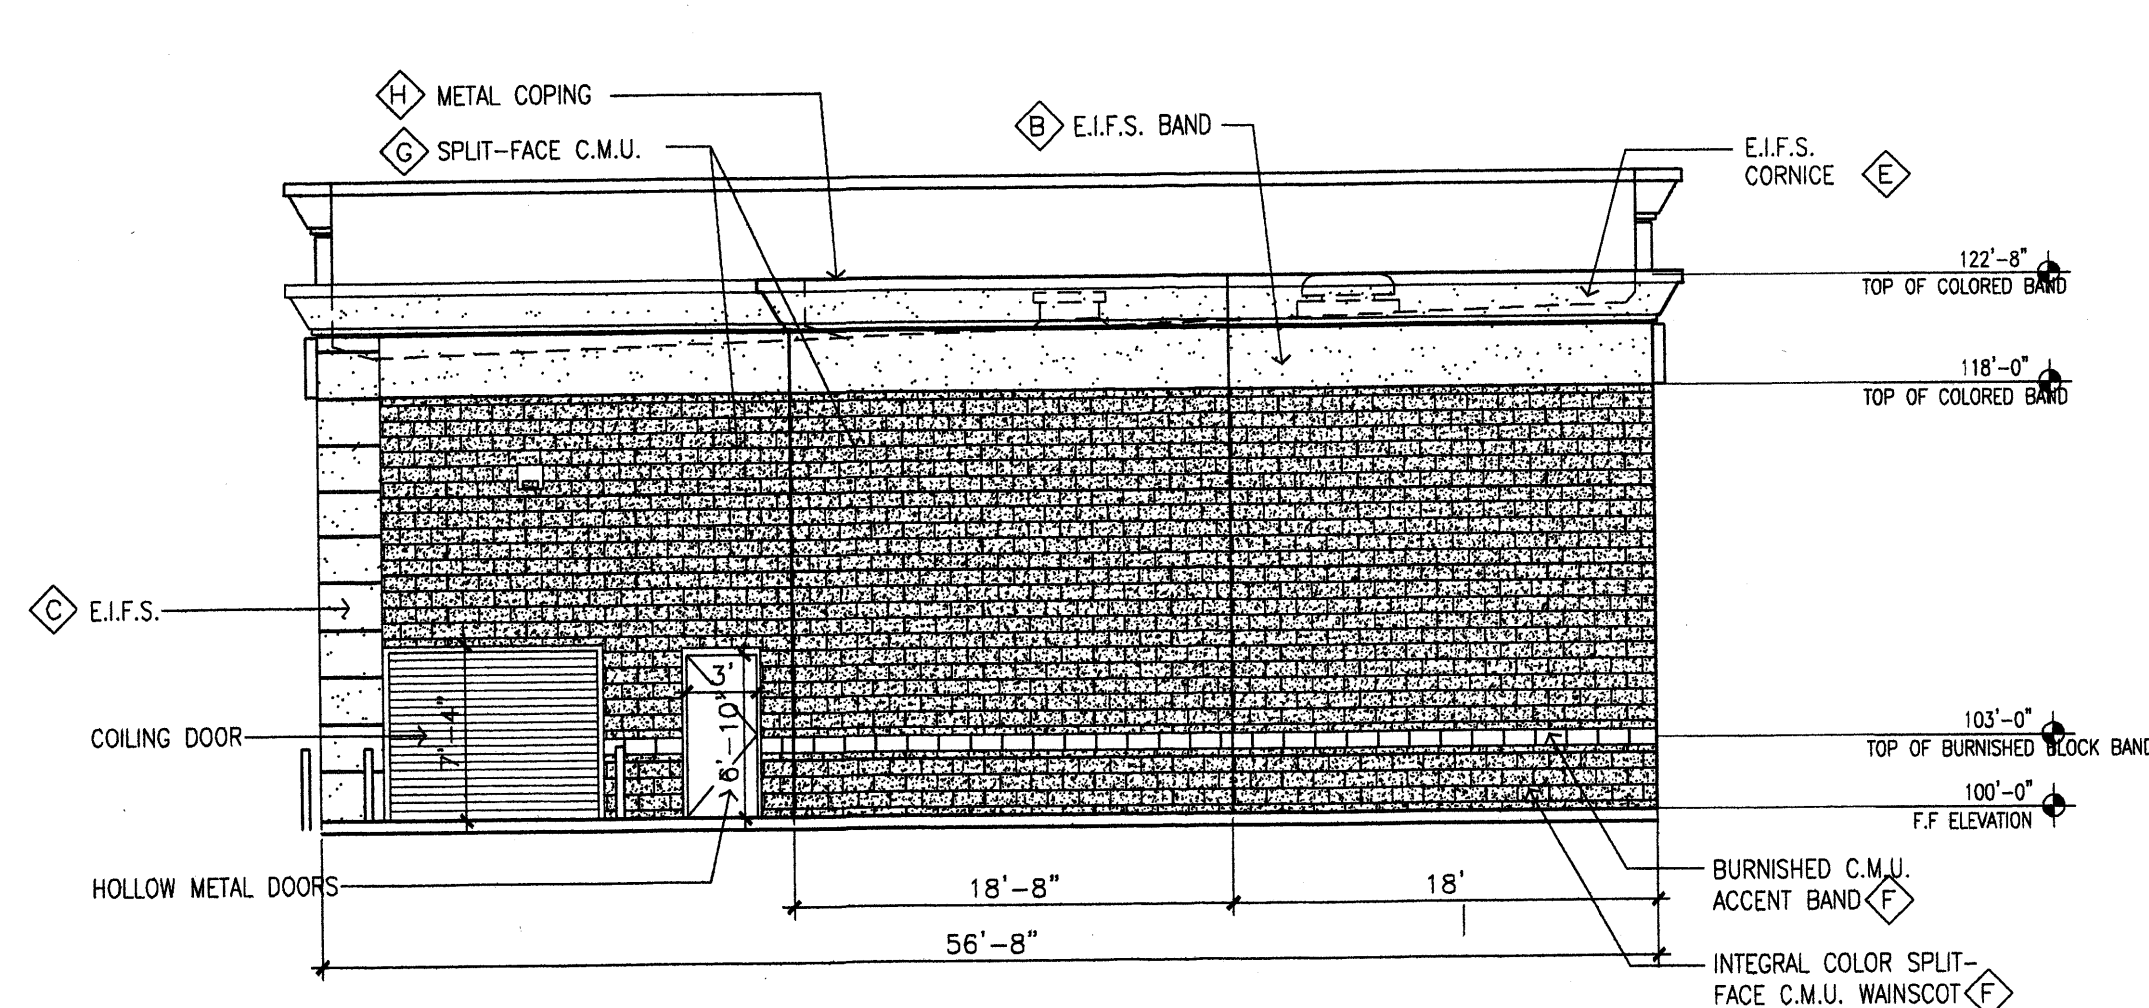 H METAL COPING
G SPLIT-FACE C.M.U.
B E.I.F.S. BAND
E.I.F.S.
CORNICE E
122'-8"
TOP OF COLORED BAND
118'-0"
TOP OF COLORED BAND
C E.I.F.S.
3'
6'-10"
7'-4"
COILING DOOR
103'-0"
TOP OF BURNISHED BLOCK BAND
100'-0"
F.F ELEVATION
HOLLOW METAL DOORS
18'-8"
18'
56'-8"
BURNISHED C.M.U.
ACCENT BAND F
INTEGRAL COLOR SPLIT-
FACE C.M.U. WAINSCOT F